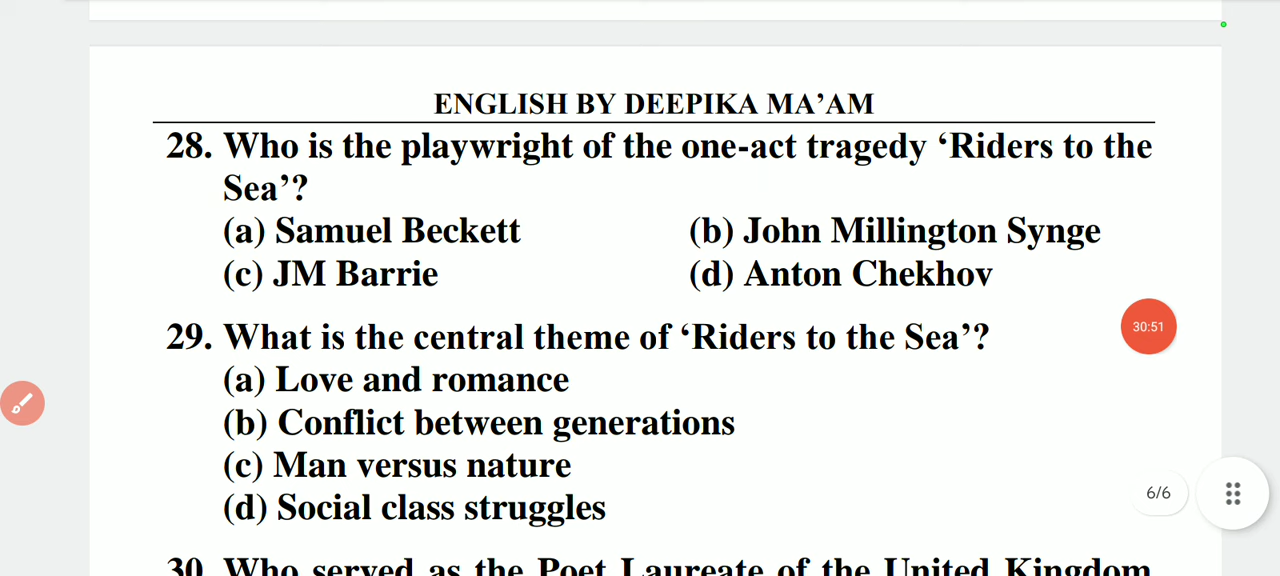 ENGLISH BY DEEPIKA MA’AM
28. Who is the playwright of the one-act tragedy ‘Riders to the
Sea’?
(a) Samuel Beckett (b) John Millington Synge
(c) JM Barrie (d) Anton Chekhov
29. What is the central theme of ‘Riders to the Sea’?
30:51
(a) Love and romance
(b) Conflict between generations
(c) Man versus nature
(d) Social class struggles
6/6
30. Who served as the Poet Laureate of the United Kingdom